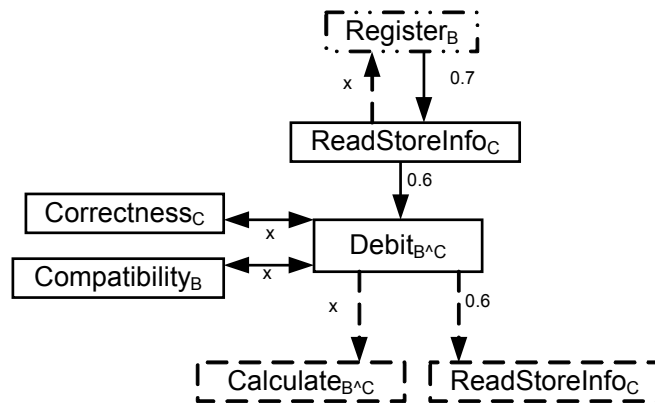 Register_B
x
0.7
ReadStoreInfo_C
0.6
Correctness_C
x
Debit_B^C
Compatibility_B
x
x
0.6
Calculate_B^C
ReadStoreInfo_C